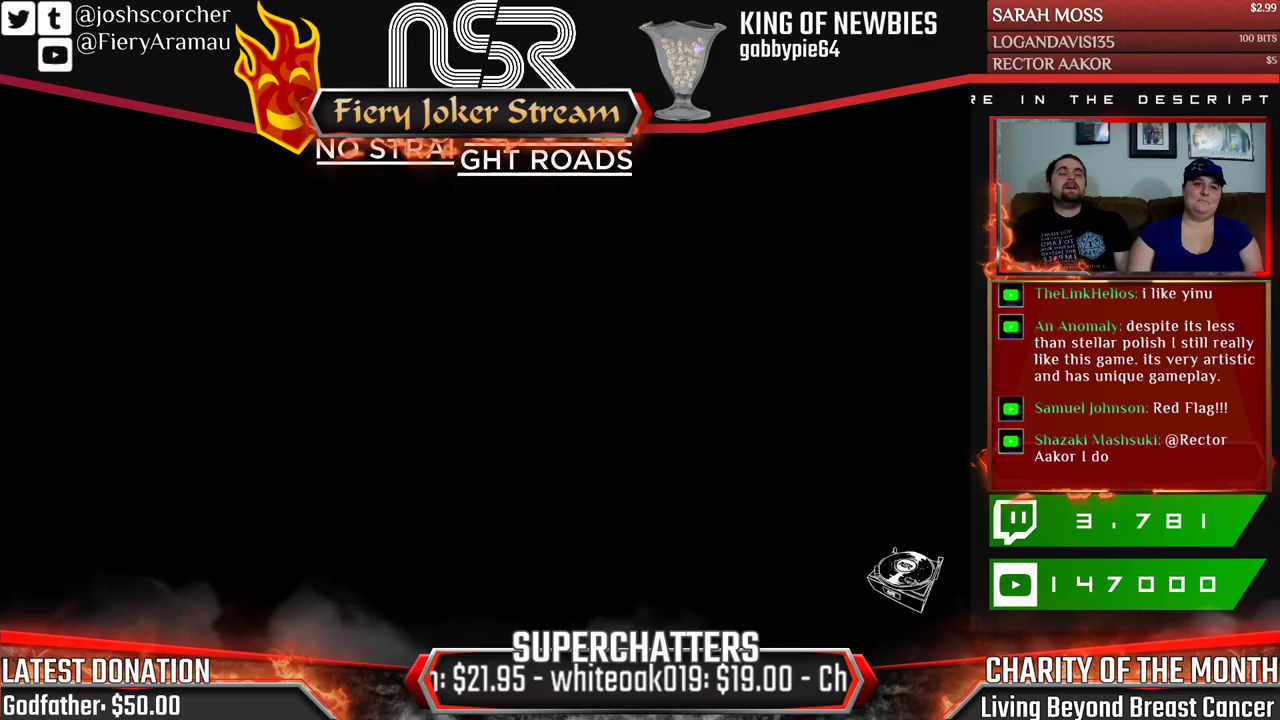 @joshscorcher
@FieryAramau
NSR
Fiery Joker Stream
NO STRAIGHT ROADS
KING OF NEWBIES
gabbypie64
SARAH MOSS $2.99
LOGANDAVIS135 100 BITS
RECTOR AAKOR $5
RE IN THE DESCRIPT
TheLinkHelios: i like yinu
An Anomaly: despite its less
than stellar polish I still really
like this game. its very artistic
and has unique gameplay.
Samuel Johnson: Red Flag!!!
Shazaki Mashsuki: @Rector
Aakor I do
3,781
147000
SUPERCHATTERS
: $21.95 - whiteoak019: $19.00 - Ch
LATEST DONATION
Godfather: $50.00
CHARITY OF THE MONTH
Living Beyond Breast Cancer